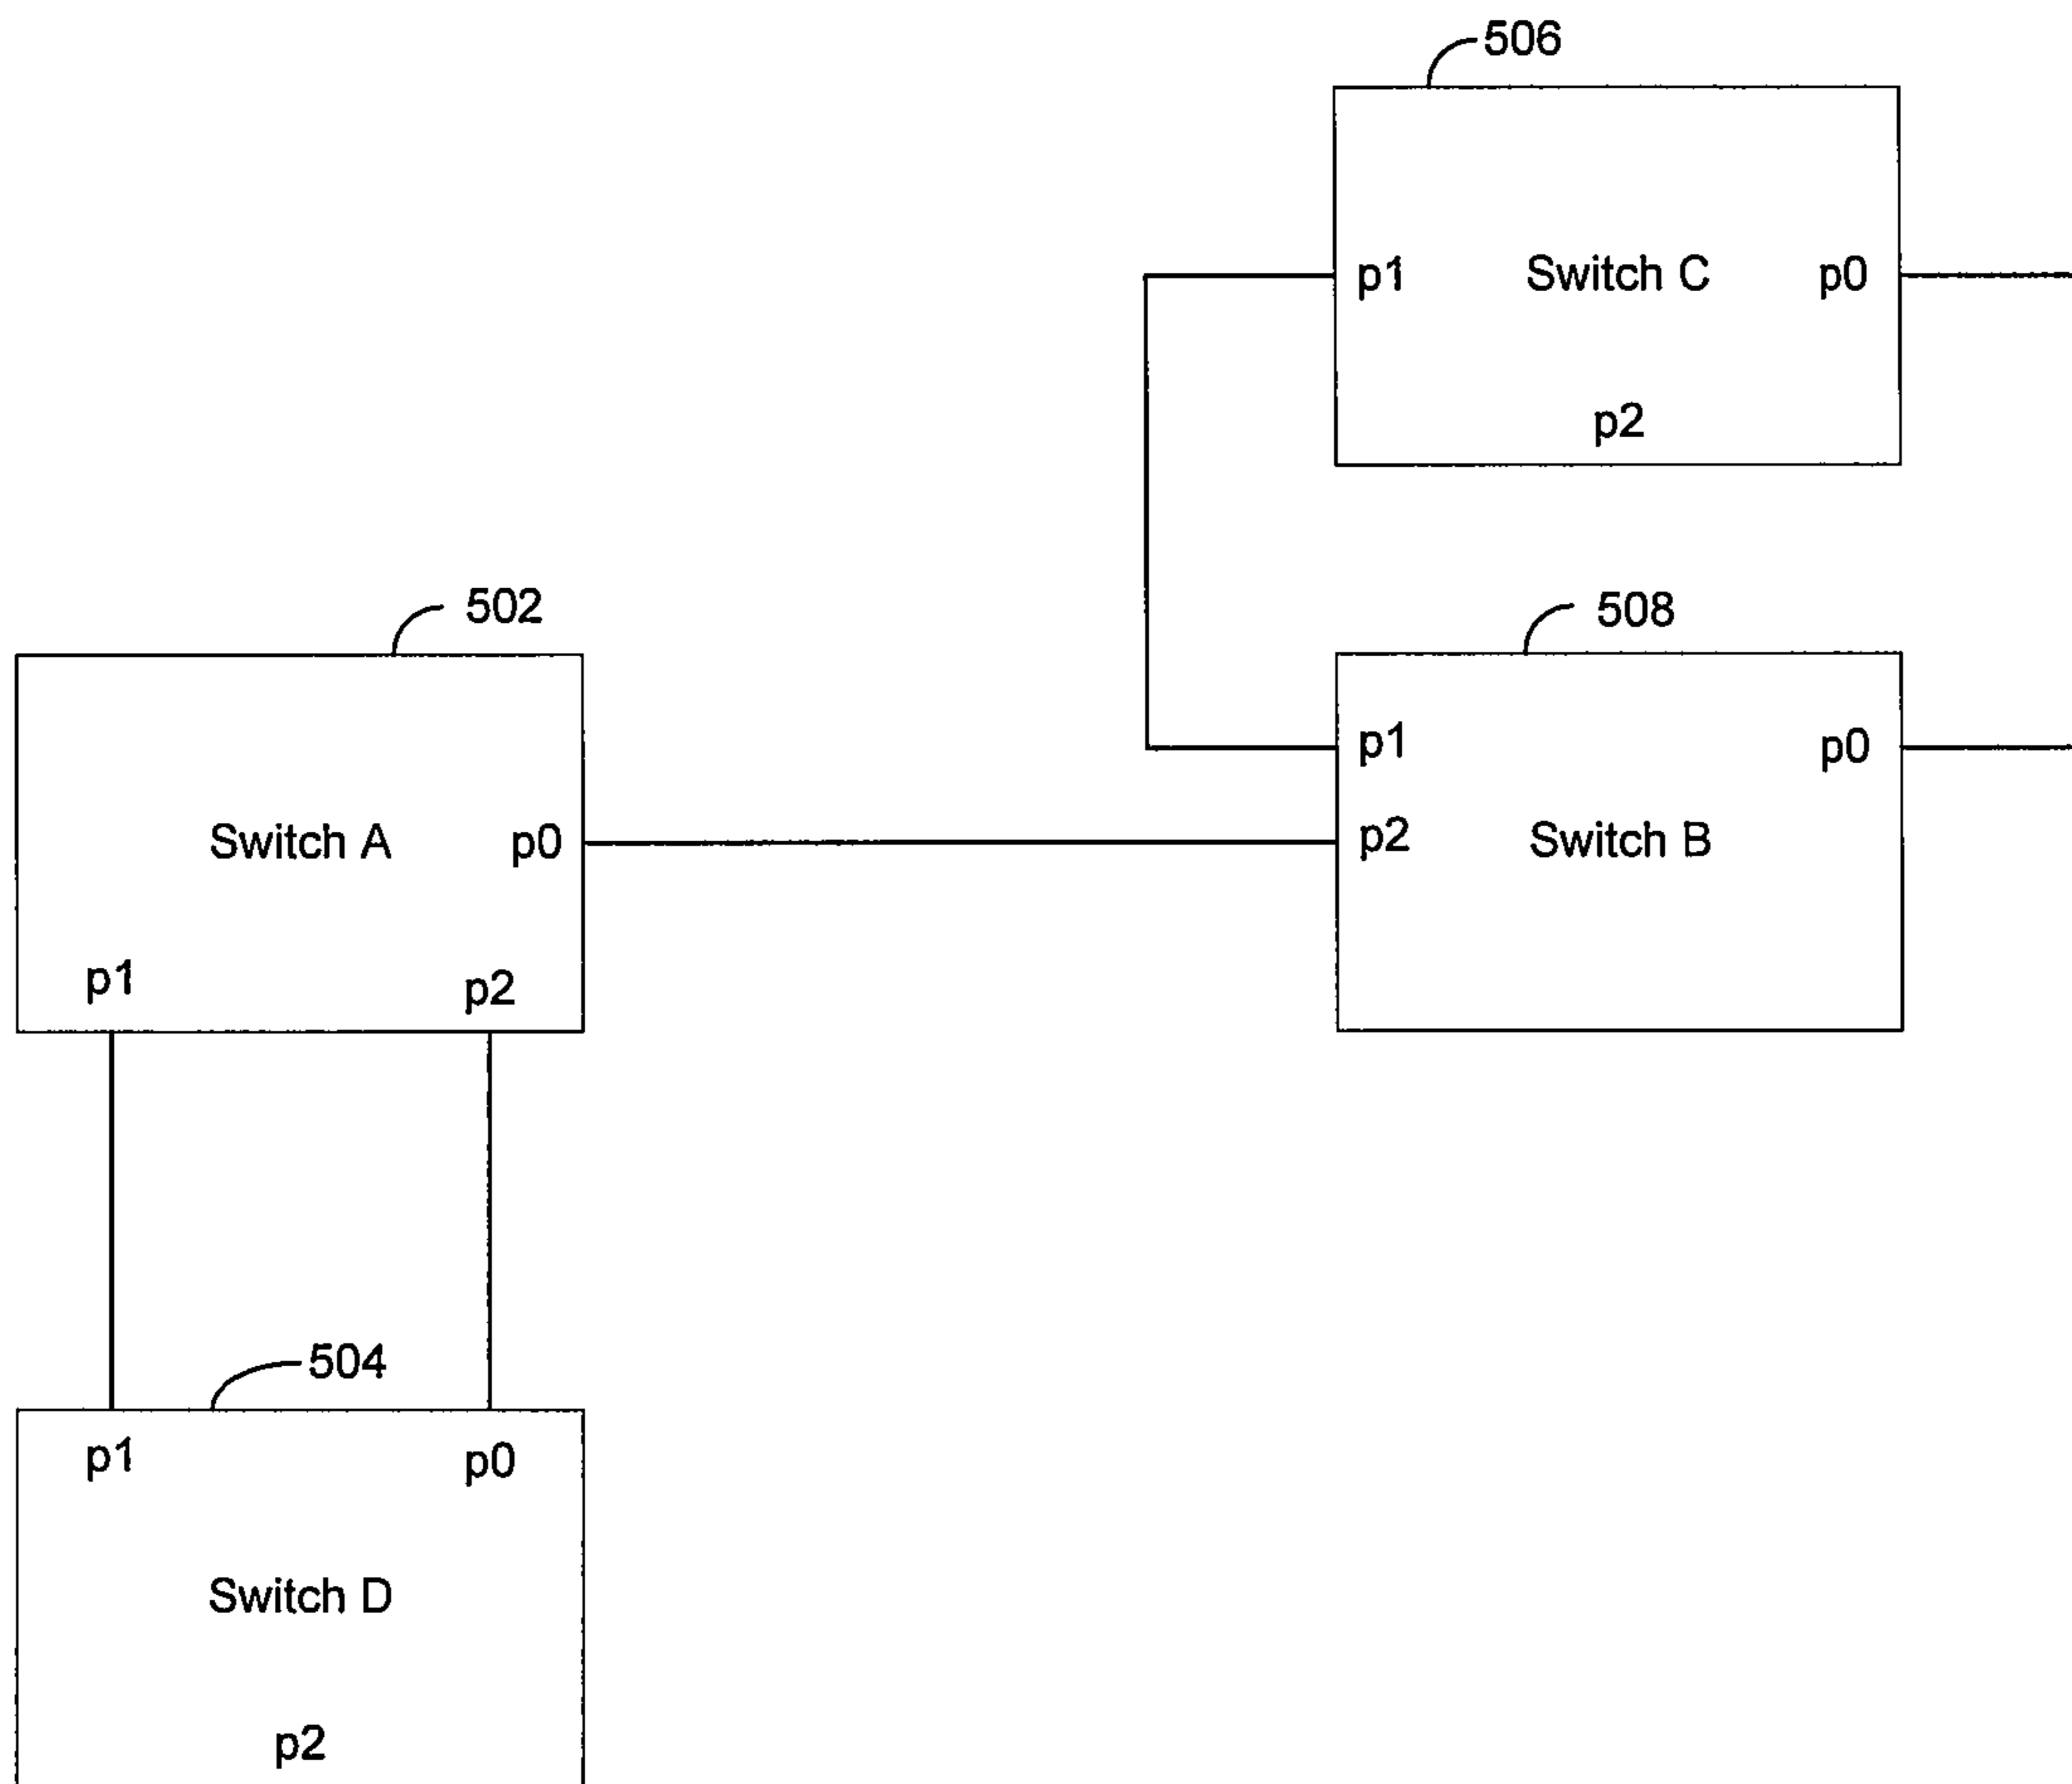 506
p1 Switch C p0
p2
502
508
p1 p0
Switch A p0
p2 Switch B
p1 p2
504
p1 p0
Switch D
p2